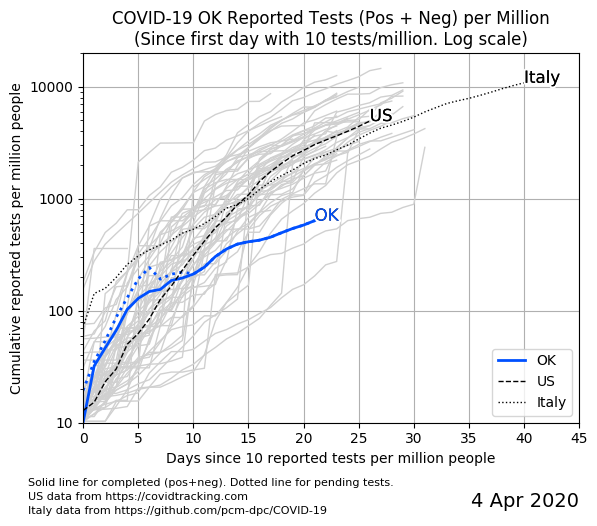 COVID-19 OK Reported Tests (Pos + Neg) per Million
(Since first day with 10 tests/million. Log scale)
Cumulative reported tests per million people
10000
1000
100
10
Italy
US
OK
OK
US
Italy
0 5 10 15 20 25 30 35 40 45
Days since 10 reported tests per million people
Solid line for completed (pos+neg). Dotted line for pending tests.
US data from https://covidtracking.com
Italy data from https://github.com/pcm-dpc/COVID-19
4 Apr 2020